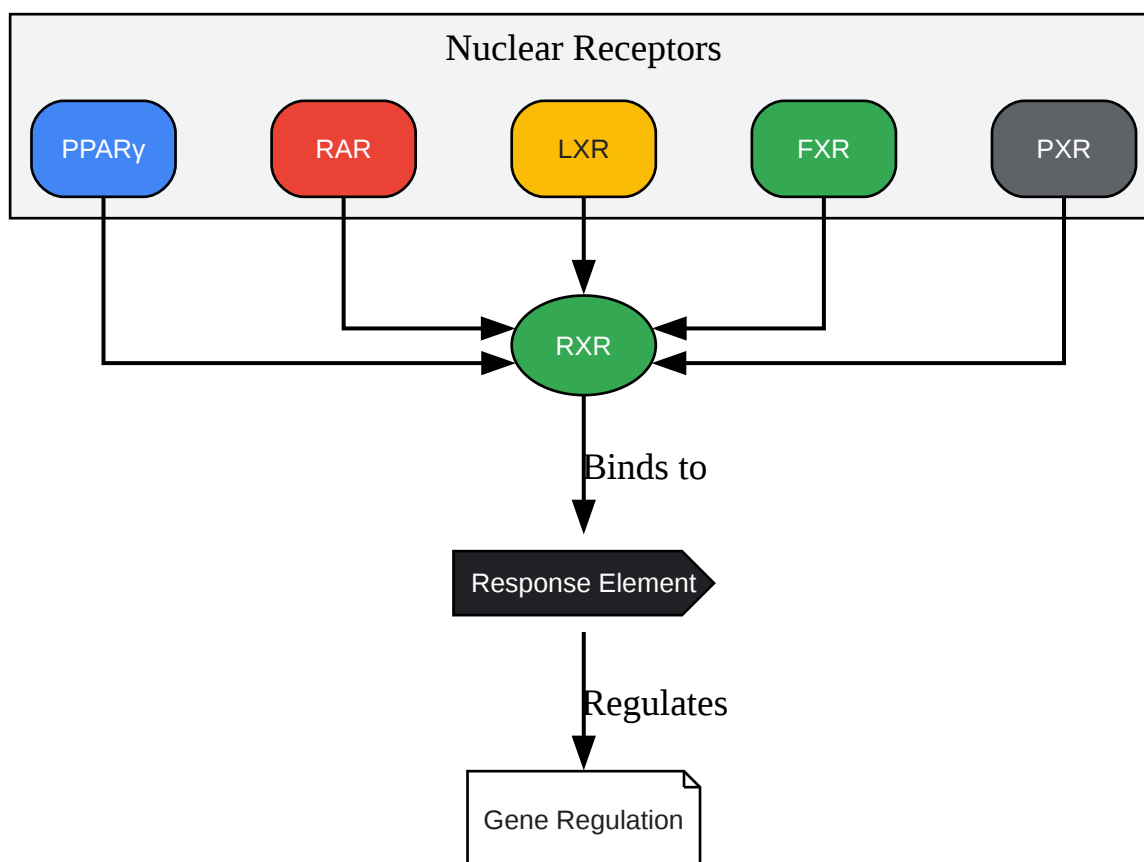 Nuclear Receptors
PPARγ
RAR
LXR
FXR
PXR
RXR
Binds to
Response Element
Regulates
Gene Regulation